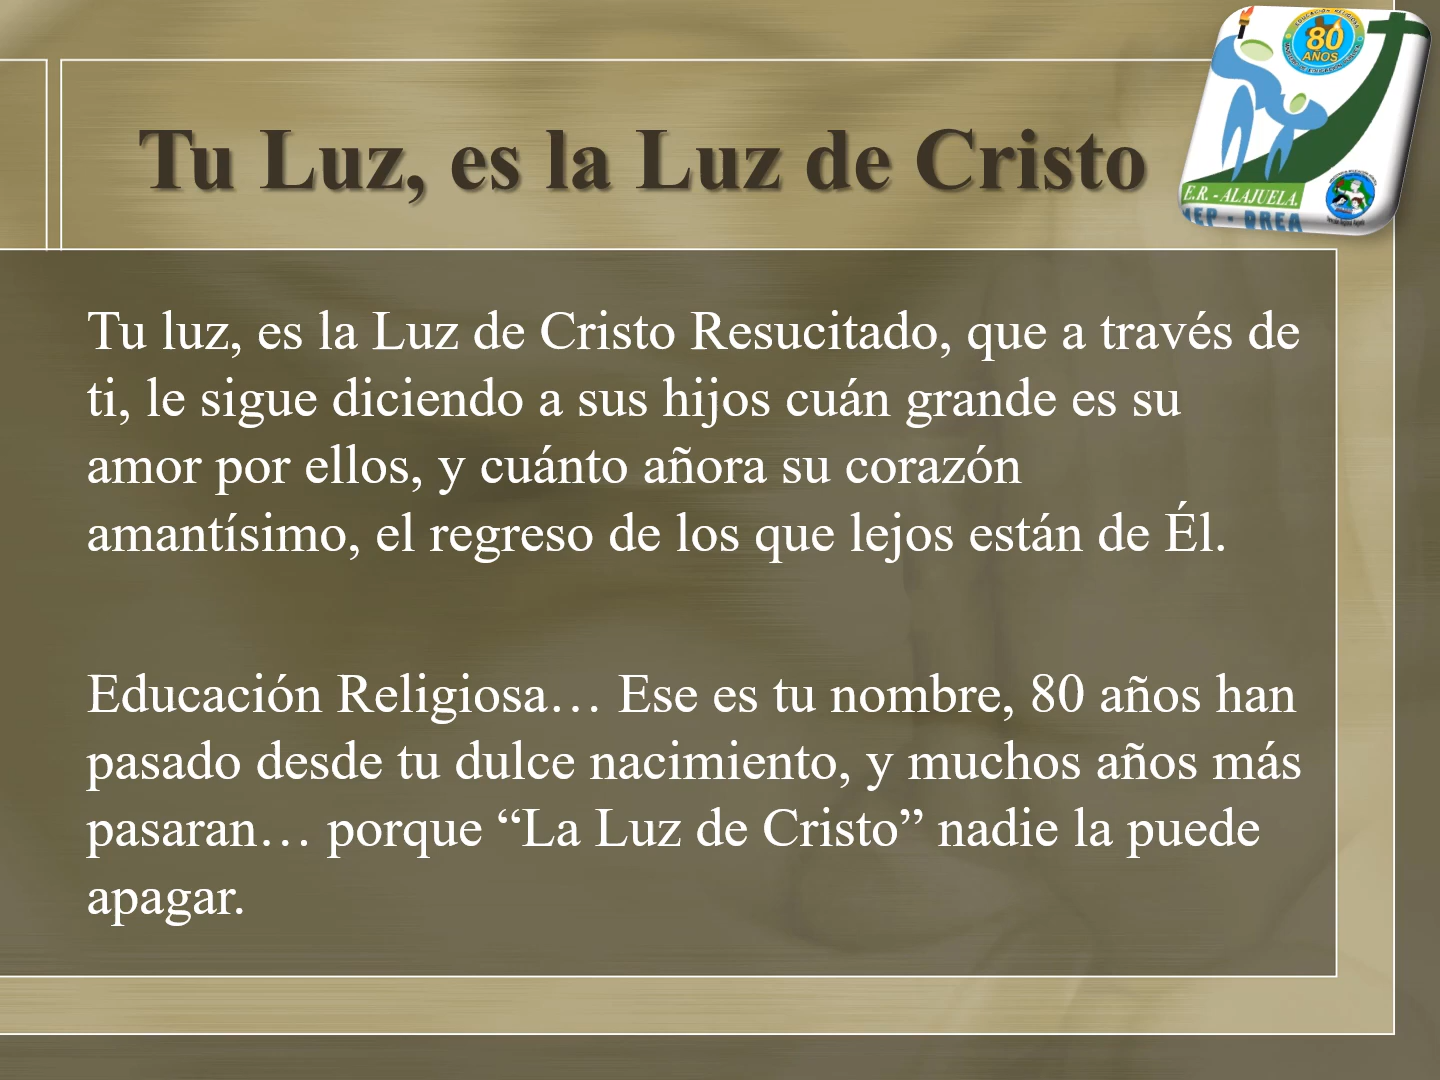 Tu Luz, es la Luz de Cristo
80
AÑOS
E.R. - ALAJUELA.
DREA
Tu luz, es la Luz de Cristo Resucitado, que a través de
ti, le sigue diciendo a sus hijos cuán grande es su
amor por ellos, y cuánto añora su corazón
amantísimo, el regreso de los que lejos están de Él.
Educación Religiosa… Ese es tu nombre, 80 años han
pasado desde tu dulce nacimiento, y muchos años más
pasaran… porque “La Luz de Cristo” nadie la puede
apagar.